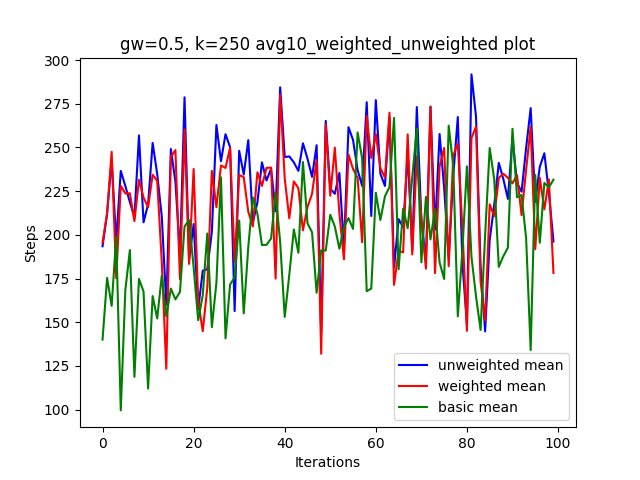 gw=0.5, k=250 avg10_weighted_unweighted plot
300
275
250
225
200
175
150
125
100
Steps
0 20 40 60 80 100
Iterations
unweighted mean
weighted mean
basic mean